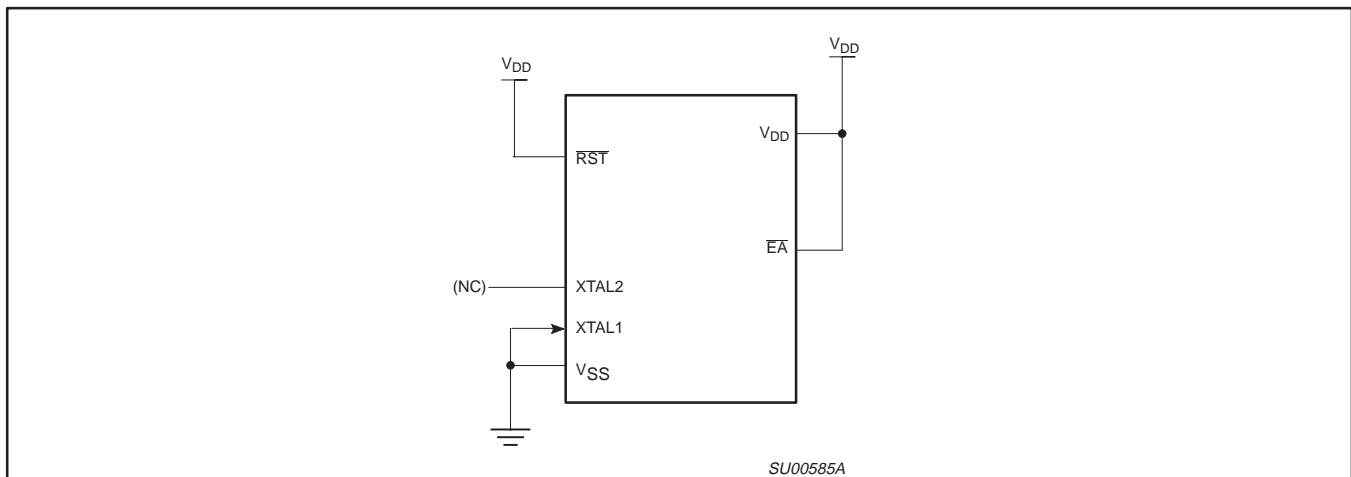 VDD
VDD
VDD
RST
EA
(NC)
XTAL2
XTAL1
VSS
SU00585A